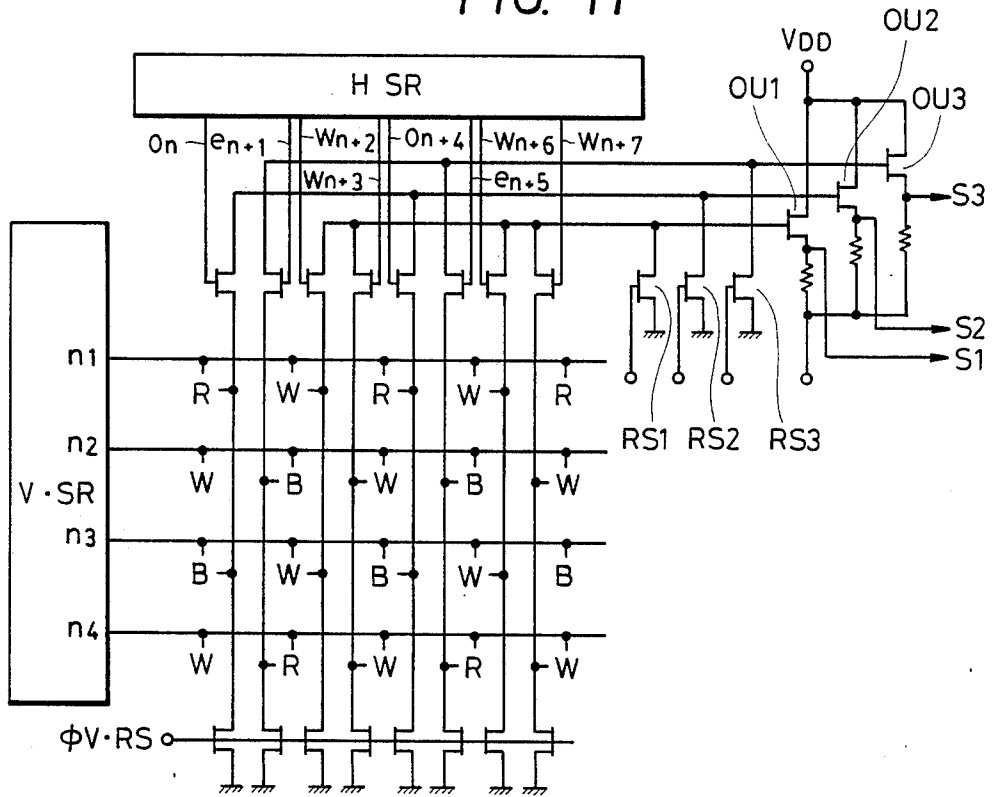 FIG. 11
OU2
VDD
H SR
OU1
OU3
On
en+1
Wn+2
On+4
Wn+6
Wn+7
Wn+3
en+5
S3
S2
S1
n1
R W R W R
RS1 RS2 RS3
n2
W B W B W
V·SR
n3
B W B W B
n4
W R W R W
ΦV·RS